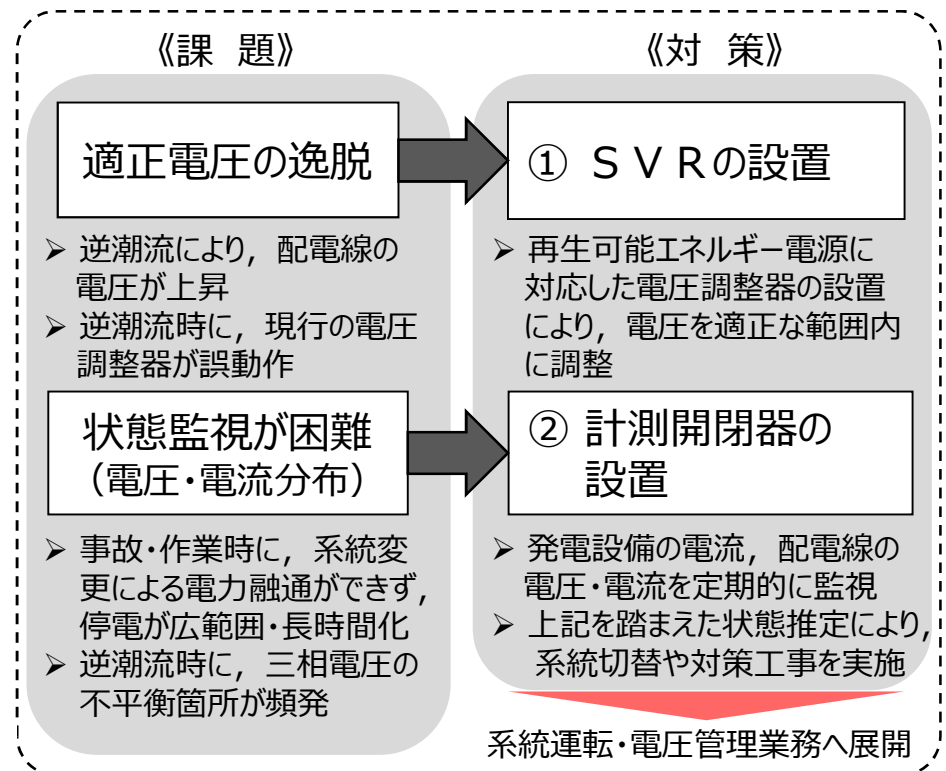 《課 題》
適正電圧の逸脱
➢ 逆潮流により，配電線の
電圧が上昇
➢ 逆潮流時に，現行の電圧
調整器が誤動作
状態監視が困難
（電圧・電流分布）
➢ 事故・作業時に，系統変
更による電力融通ができず，
停電が広範囲・長時間化
➢ 逆潮流時に，三相電圧の
不平衡箇所が頻発
《対 策》
① ＳＶＲの設置
➢ 再生可能エネルギー電源に
対応した電圧調整器の設置
により，電圧を適正な範囲内
に調整
② 計測開閉器の
設置
➢ 発電設備の電流，配電線の
電圧・電流を定期的に監視
➢ 上記を踏まえた状態推定により，
系統切替や対策工事を実施
系統運転・電圧管理業務へ展開